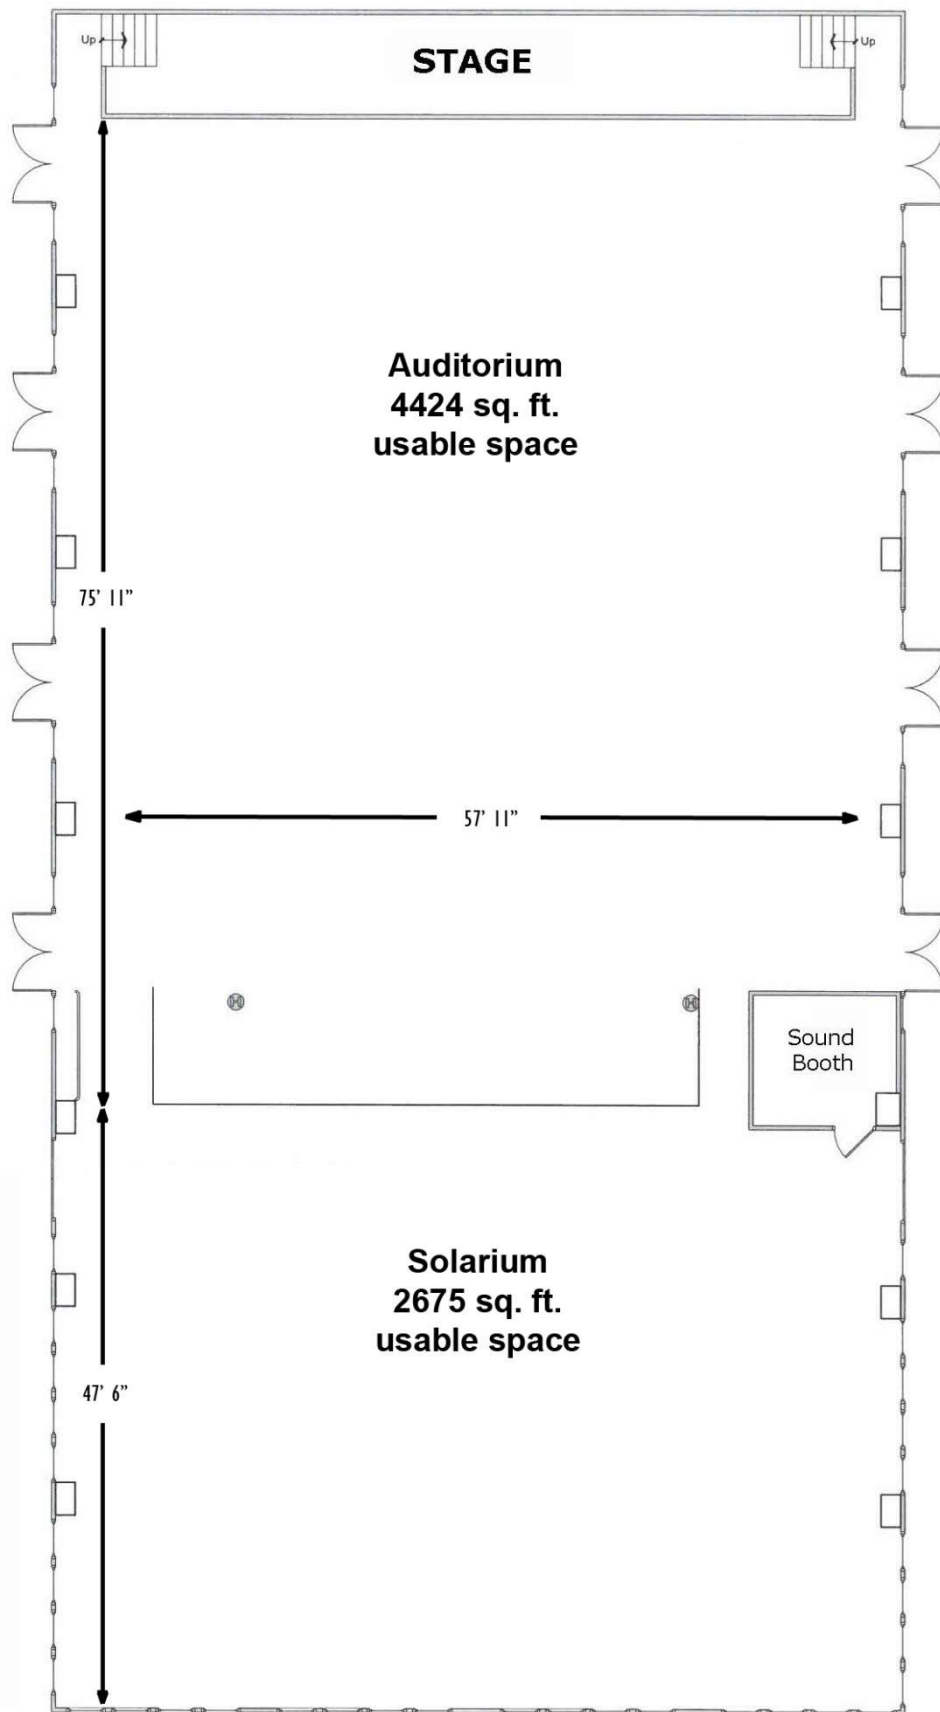 Up
STAGE
Up
Auditorium
4424 sq. ft.
usable space
75' 11”
57' 11”
Sound
Booth
Solarium
2675 sq. ft.
usable space
47' 6”